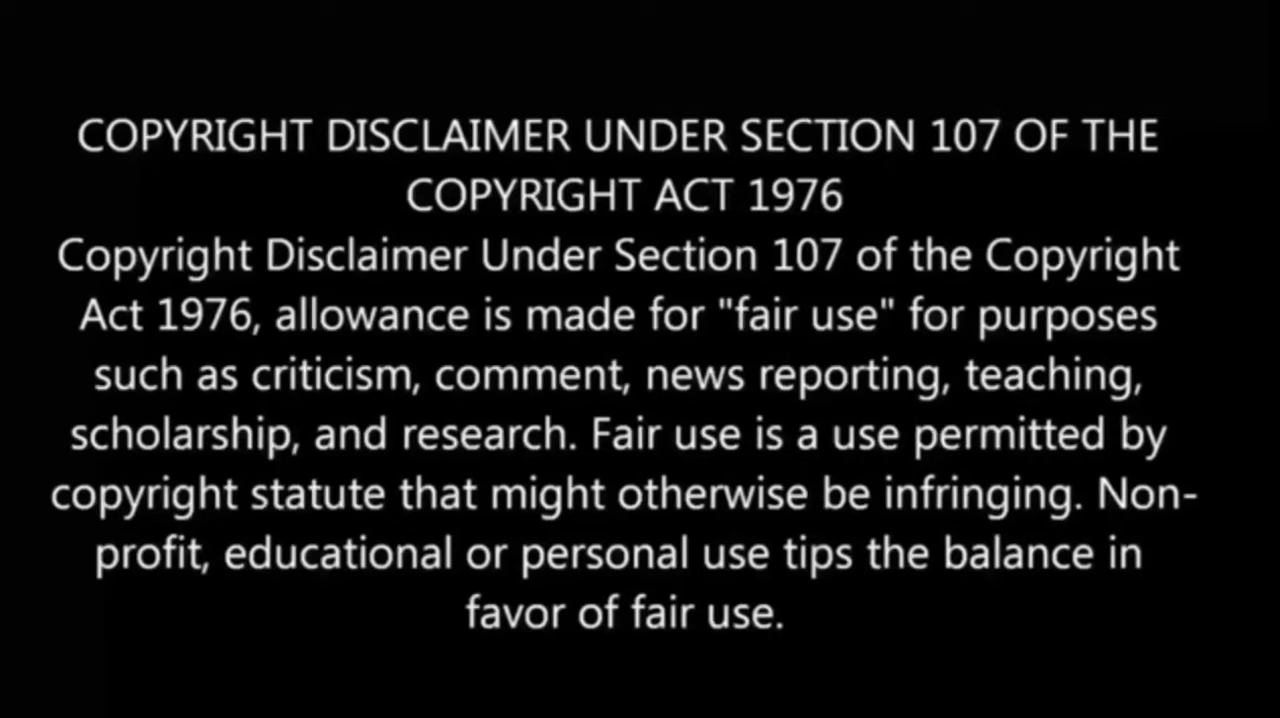 COPYRIGHT DISCLAIMER UNDER SECTION 107 OF THE
COPYRIGHT ACT 1976
Copyright Disclaimer Under Section 107 of the Copyright
Act 1976, allowance is made for "fair use" for purposes
such as criticism, comment, news reporting, teaching,
scholarship, and research. Fair use is a use permitted by
copyright statute that might otherwise be infringing. Non-
profit, educational or personal use tips the balance in
favor of fair use.